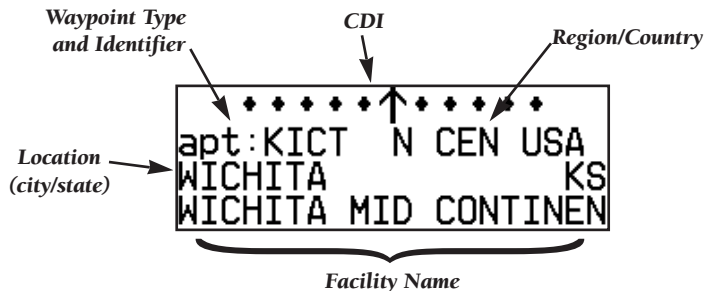 Waypoint Type
and Identifier
CDI
Region/Country
apt:KICT N CEN USA
Location
(city/state)
WICHITA KS
WICHITA MID CONTINEN
Facility Name